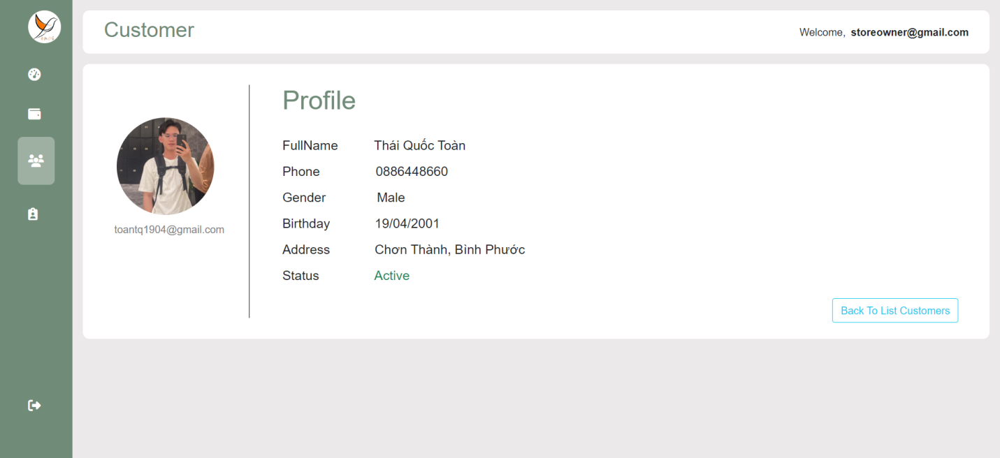 Customer
Welcome, storeowner@gmail.com
Profile
FullName Thái Quốc Toàn
Phone 0886448660
Gender Male
Birthday 19/04/2001
Address Chơn Thành, Bình Phước
Status Active
toantq1904@gmail.com
Back To List Customers